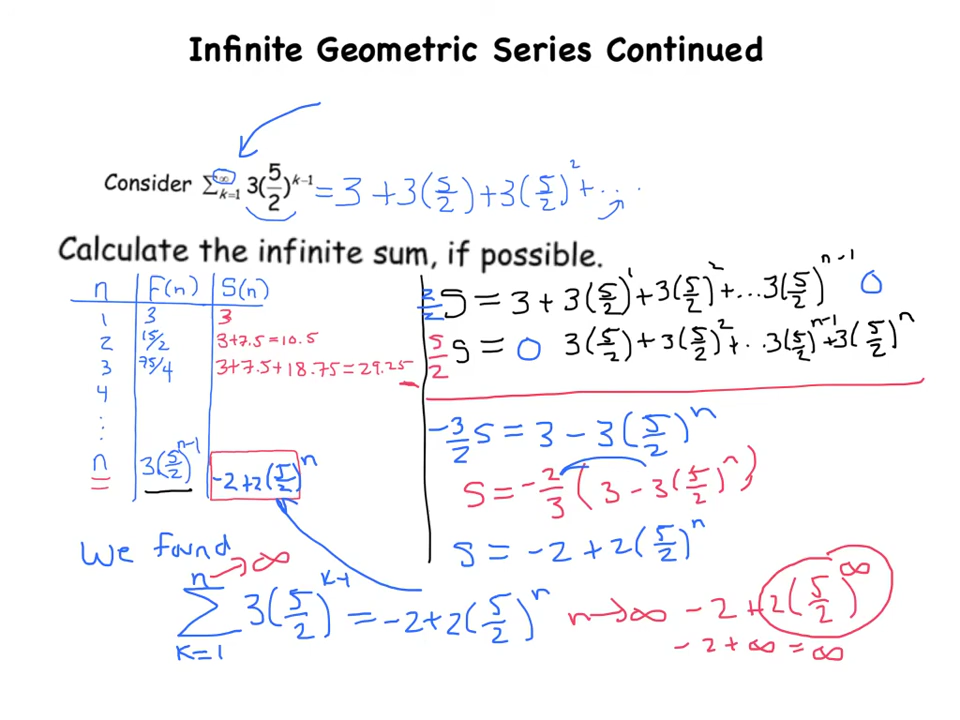 Infinite Geometric Series Continued
Consider ∑_{k=1}^{∞} 3(5/2)^{k-1} = 3 + 3(5/2) + 3(5/2)^2 + ...
Calculate the infinite sum, if possible.
n | F(n) | S(n)
1 | 3 | 3
2 | 15/2 | 3+7.5=10.5
3 | 75/4 | 3+7.5+18.75=29.25
4
⋮
n | 3(5/2)^{n-1} | -2+2(5/2)^n
2/2 S = 3 + 3(5/2)^1 + 3(5/2)^2 + ... 3(5/2)^{n-1} 0
5/2 S = 0 3(5/2) + 3(5/2)^2 + ... 3(5/2)^{n-1} + 3(5/2)^n
-3/2 S = 3 - 3(5/2)^n
S = -2/3 (3 - 3(5/2)^n)
S = -2 + 2(5/2)^n
We found
∑_{k=1}^{n→∞} 3(5/2)^{k-1} = -2+2(5/2)^n n→∞ -2 + 2(5/2)^∞
-2+∞ = ∞